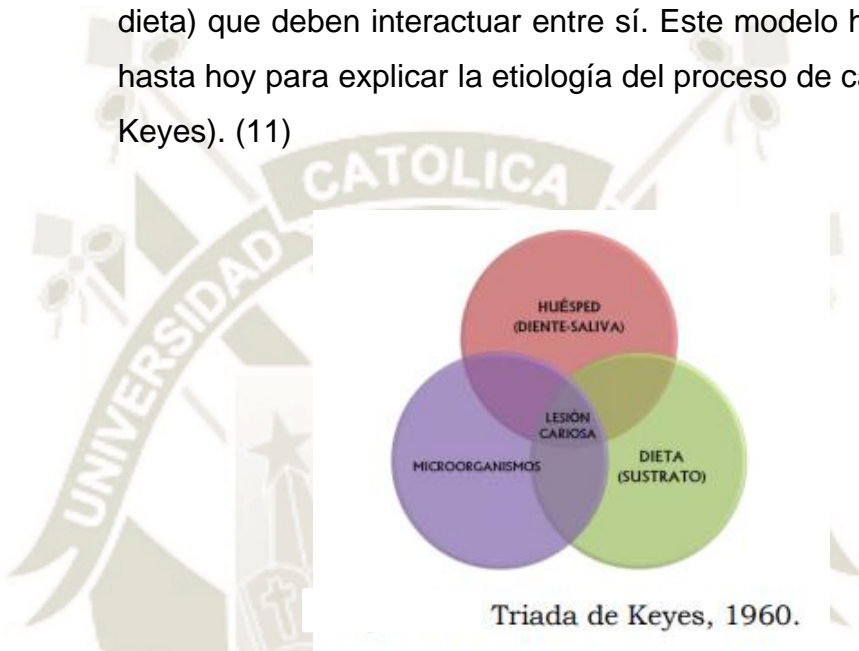 dieta) que deben interactuar entre sí. Este modelo
hasta hoy para explicar la etiología del proceso de
Keyes). (11)
UNIVERSIDAD CATOLICA
HUÉSPED
(DIENTE-SALIVA)
LESIÓN
CARIOSA
MICROORGANISMOS
DIETA
(SUSTRATO)
Triada de Keyes, 1960.